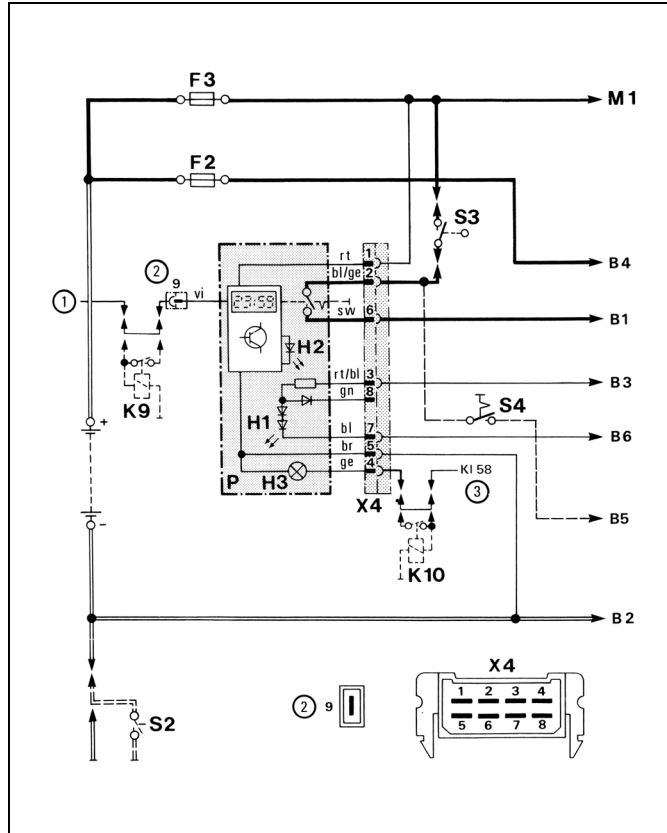 F3
M1
F2
S3
B4
rt
1
bl/ge
2
2
9
vi
1
23:59
sw
6
B1
H2
rt/bl
3
B3
gn
8
K9
H1
S4
bl
7
B6
br
5
ge
4
Kl 58
P
H3
3
X4
B5
+
−
K10
B2
X4
S2
2
9
1 2 3 4
5 6 7 8